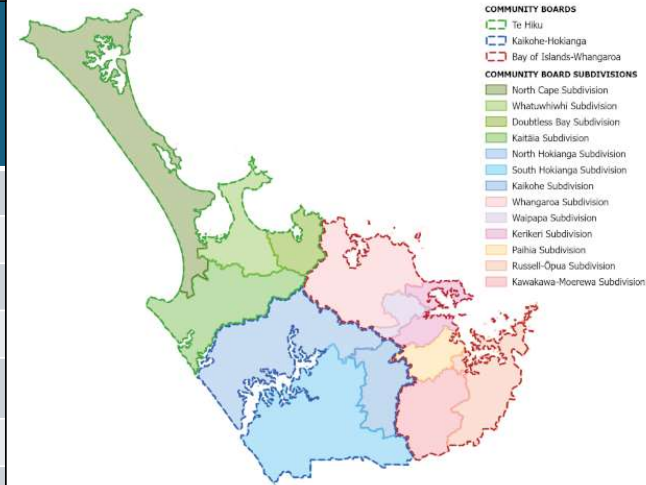 COMMUNITY BOARDS
Te Hiku
Kaikohe-Hokianga
Bay of Islands-Whangaroa
COMMUNITY BOARD SUBDIVISIONS
North Cape Subdivision
Whatuwhiwhi Subdivision
Doubtless Bay Subdivision
Kaitāia Subdivision
North Hokianga Subdivision
South Hokianga Subdivision
Kaikohe Subdivision
Whangaroa Subdivision
Waipapa Subdivision
Kerikeri Subdivision
Paihia Subdivision
Russell-Ōpua Subdivision
Kawakawa-Moerewa Subdivision